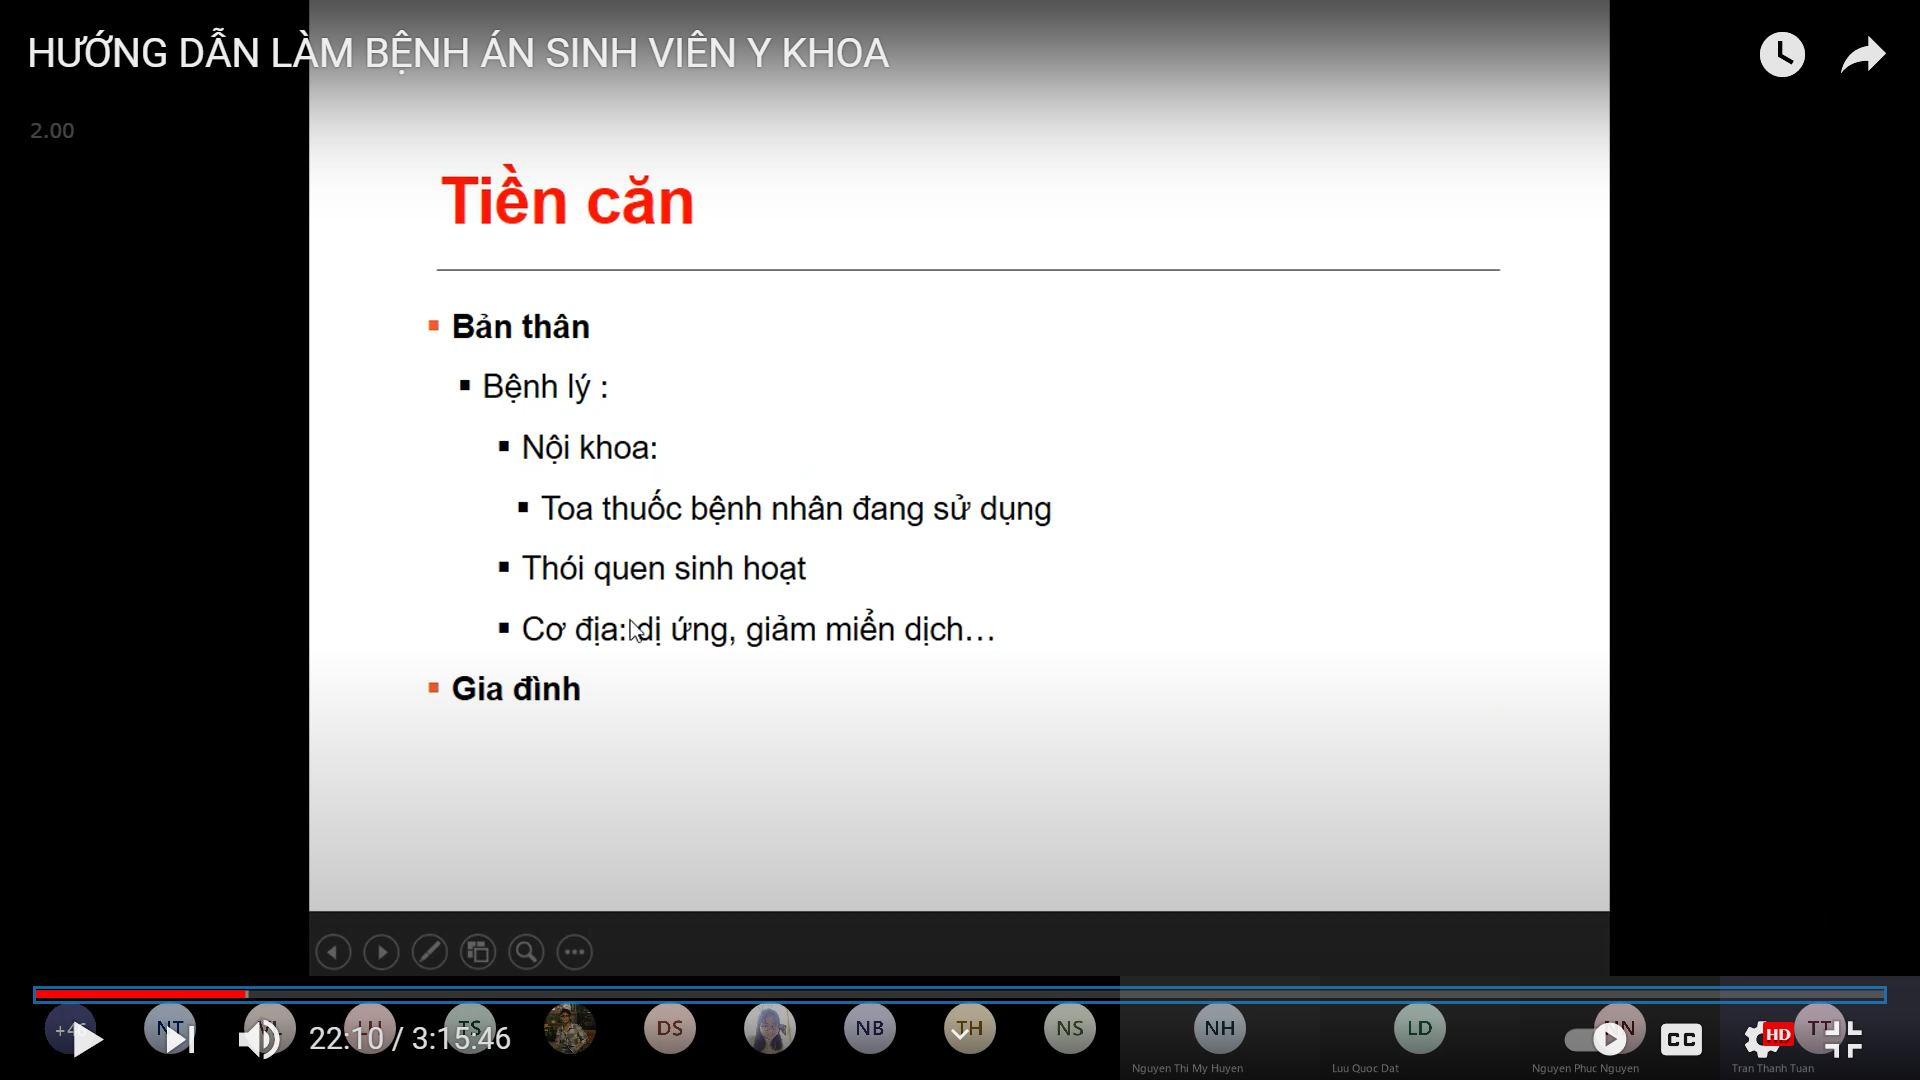 HƯỚNG DẪN LÀM BỆNH ÁN SINH VIÊN Y KHOA
2.00
Tiền căn
Bản thân
Bệnh lý :
Nội khoa:
Toa thuốc bệnh nhân đang sử dụng
Thói quen sinh hoạt
Cơ địa: dị ứng, giảm miển dịch...
Gia đình
NT
TS
DS
NB
TH
NS
NH
LD
TT
22:10 / 3:15:46
CC
HD
Nguyen Thi My Huyen
Luu Quoc Dat
Nguyen Phuc Nguyen
Tran Thanh Tuan